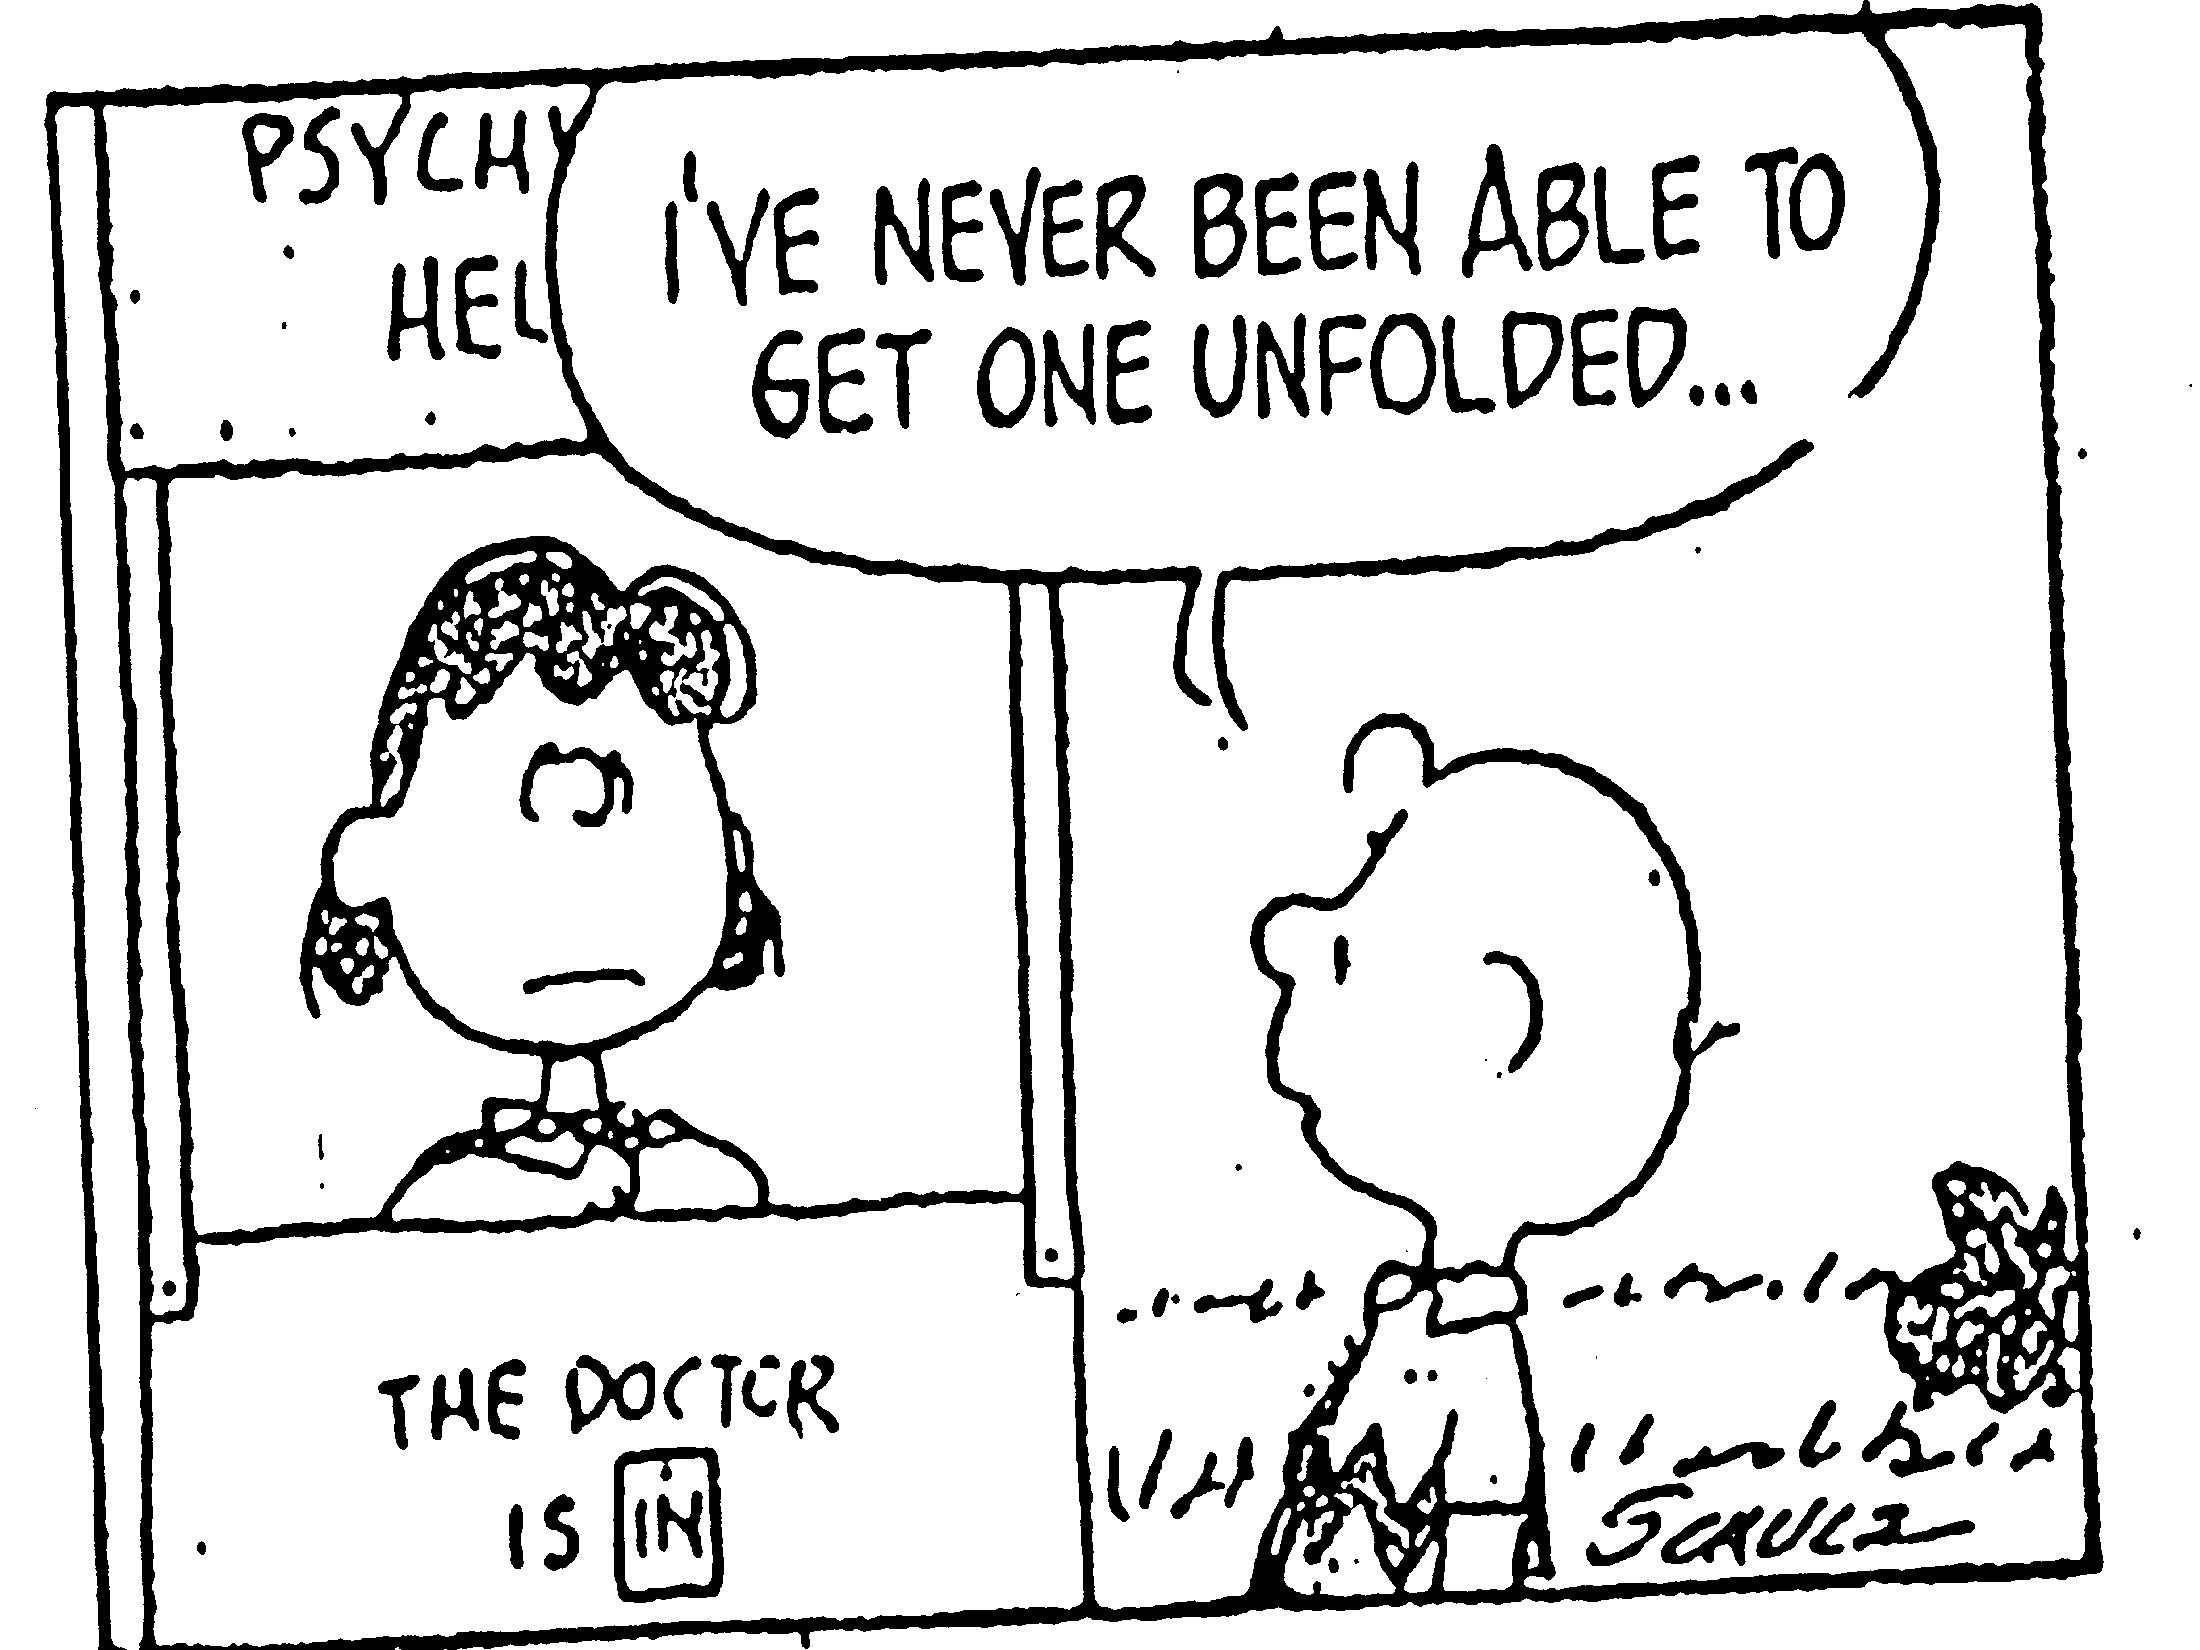 PSYCHY
HEL
I'VE NEVER BEEN ABLE TO
GET ONE UNFOLDED...
THE DOCTOR
IS IN
SCHULZ